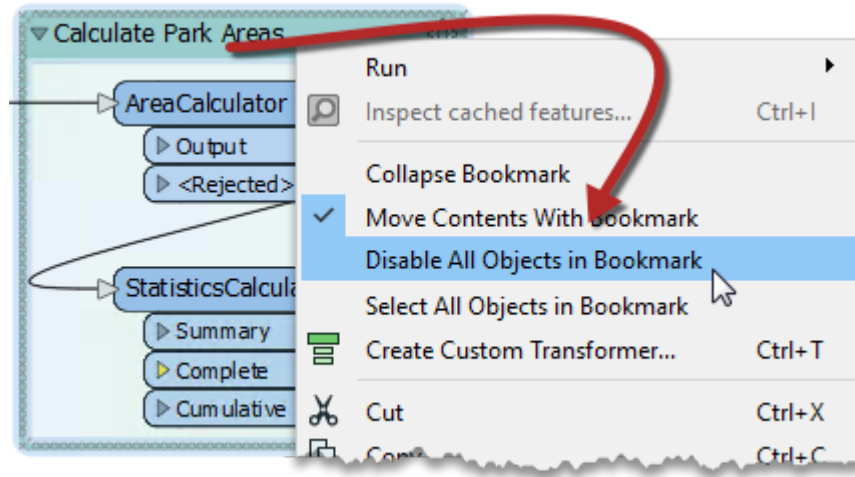 Calculate Park Areas
AreaCalculator
Output
<Rejected>
StatisticsCalcula
Summary
Complete
Cumulative
Run
Inspect cached features... Ctrl+I
Collapse Bookmark
Move Contents With Bookmark
Disable All Objects in Bookmark
Select All Objects in Bookmark
Create Custom Transformer... Ctrl+T
Cut Ctrl+X
Copy Ctrl+C